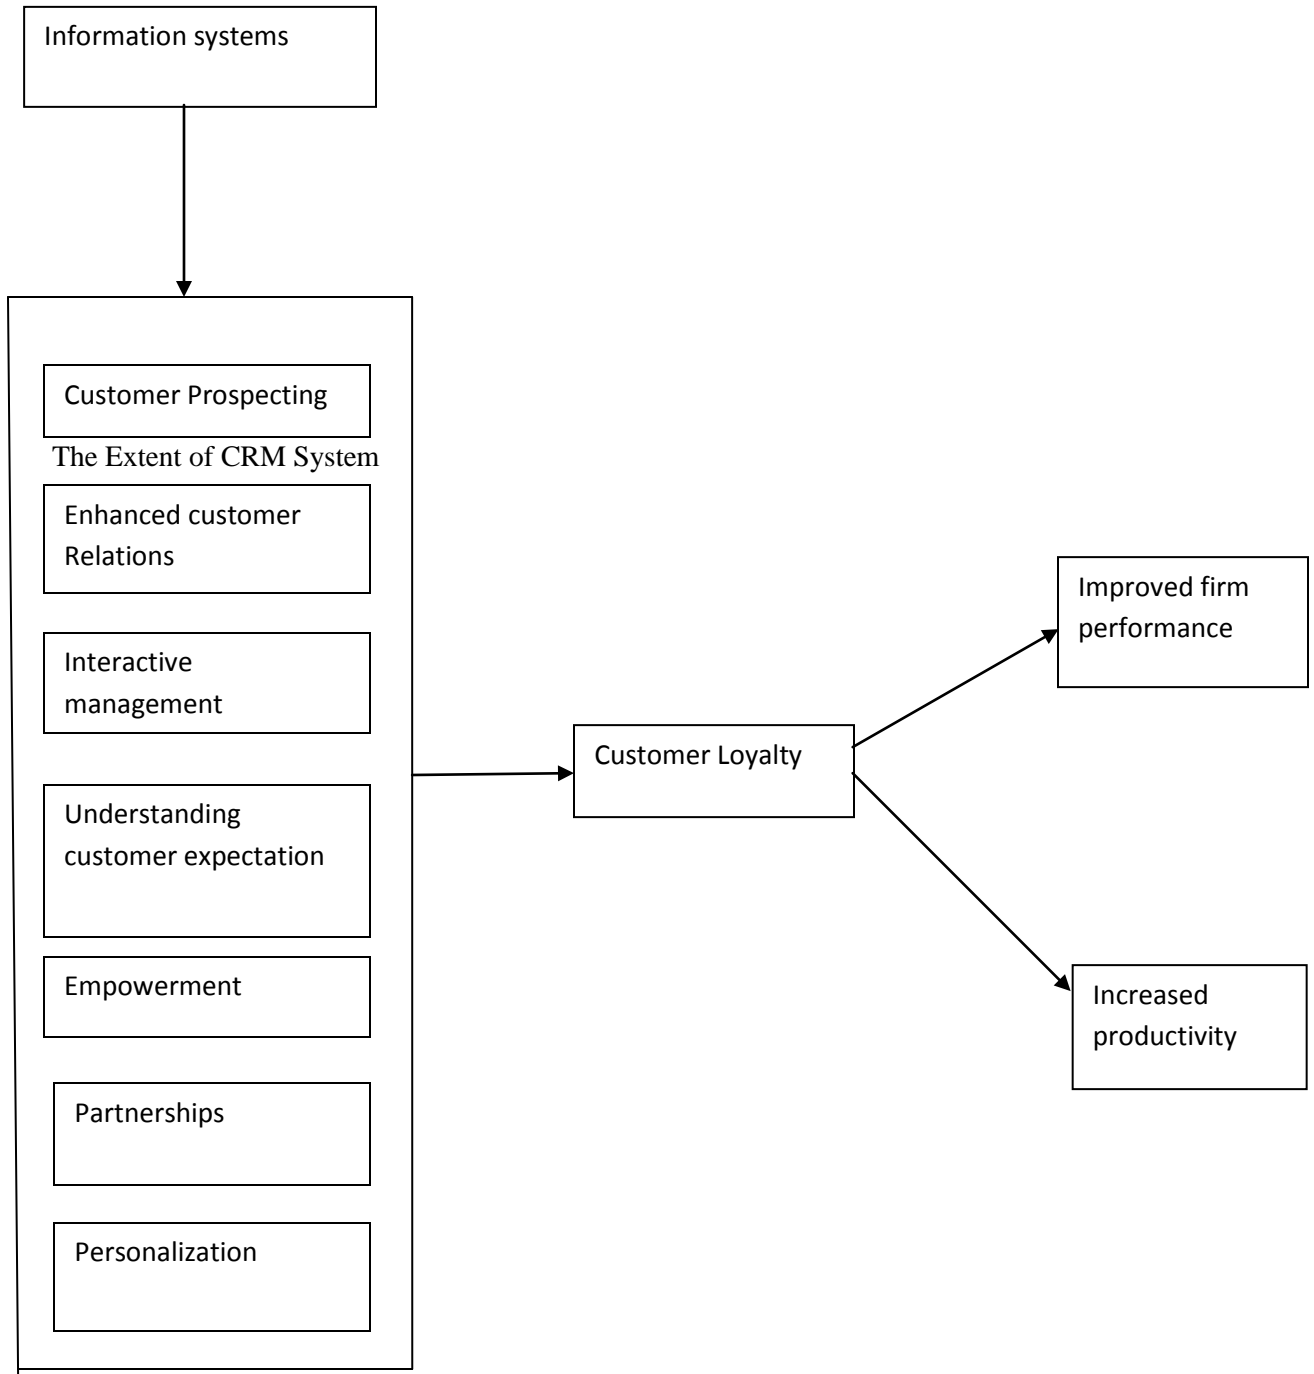 Information systems
Customer Prospecting
The Extent of CRM System
Enhanced customer
Relations
Interactive
management
Understanding
customer expectation
Empowerment
Partnerships
Personalization
Customer Loyalty
Improved firm
performance
Increased
productivity